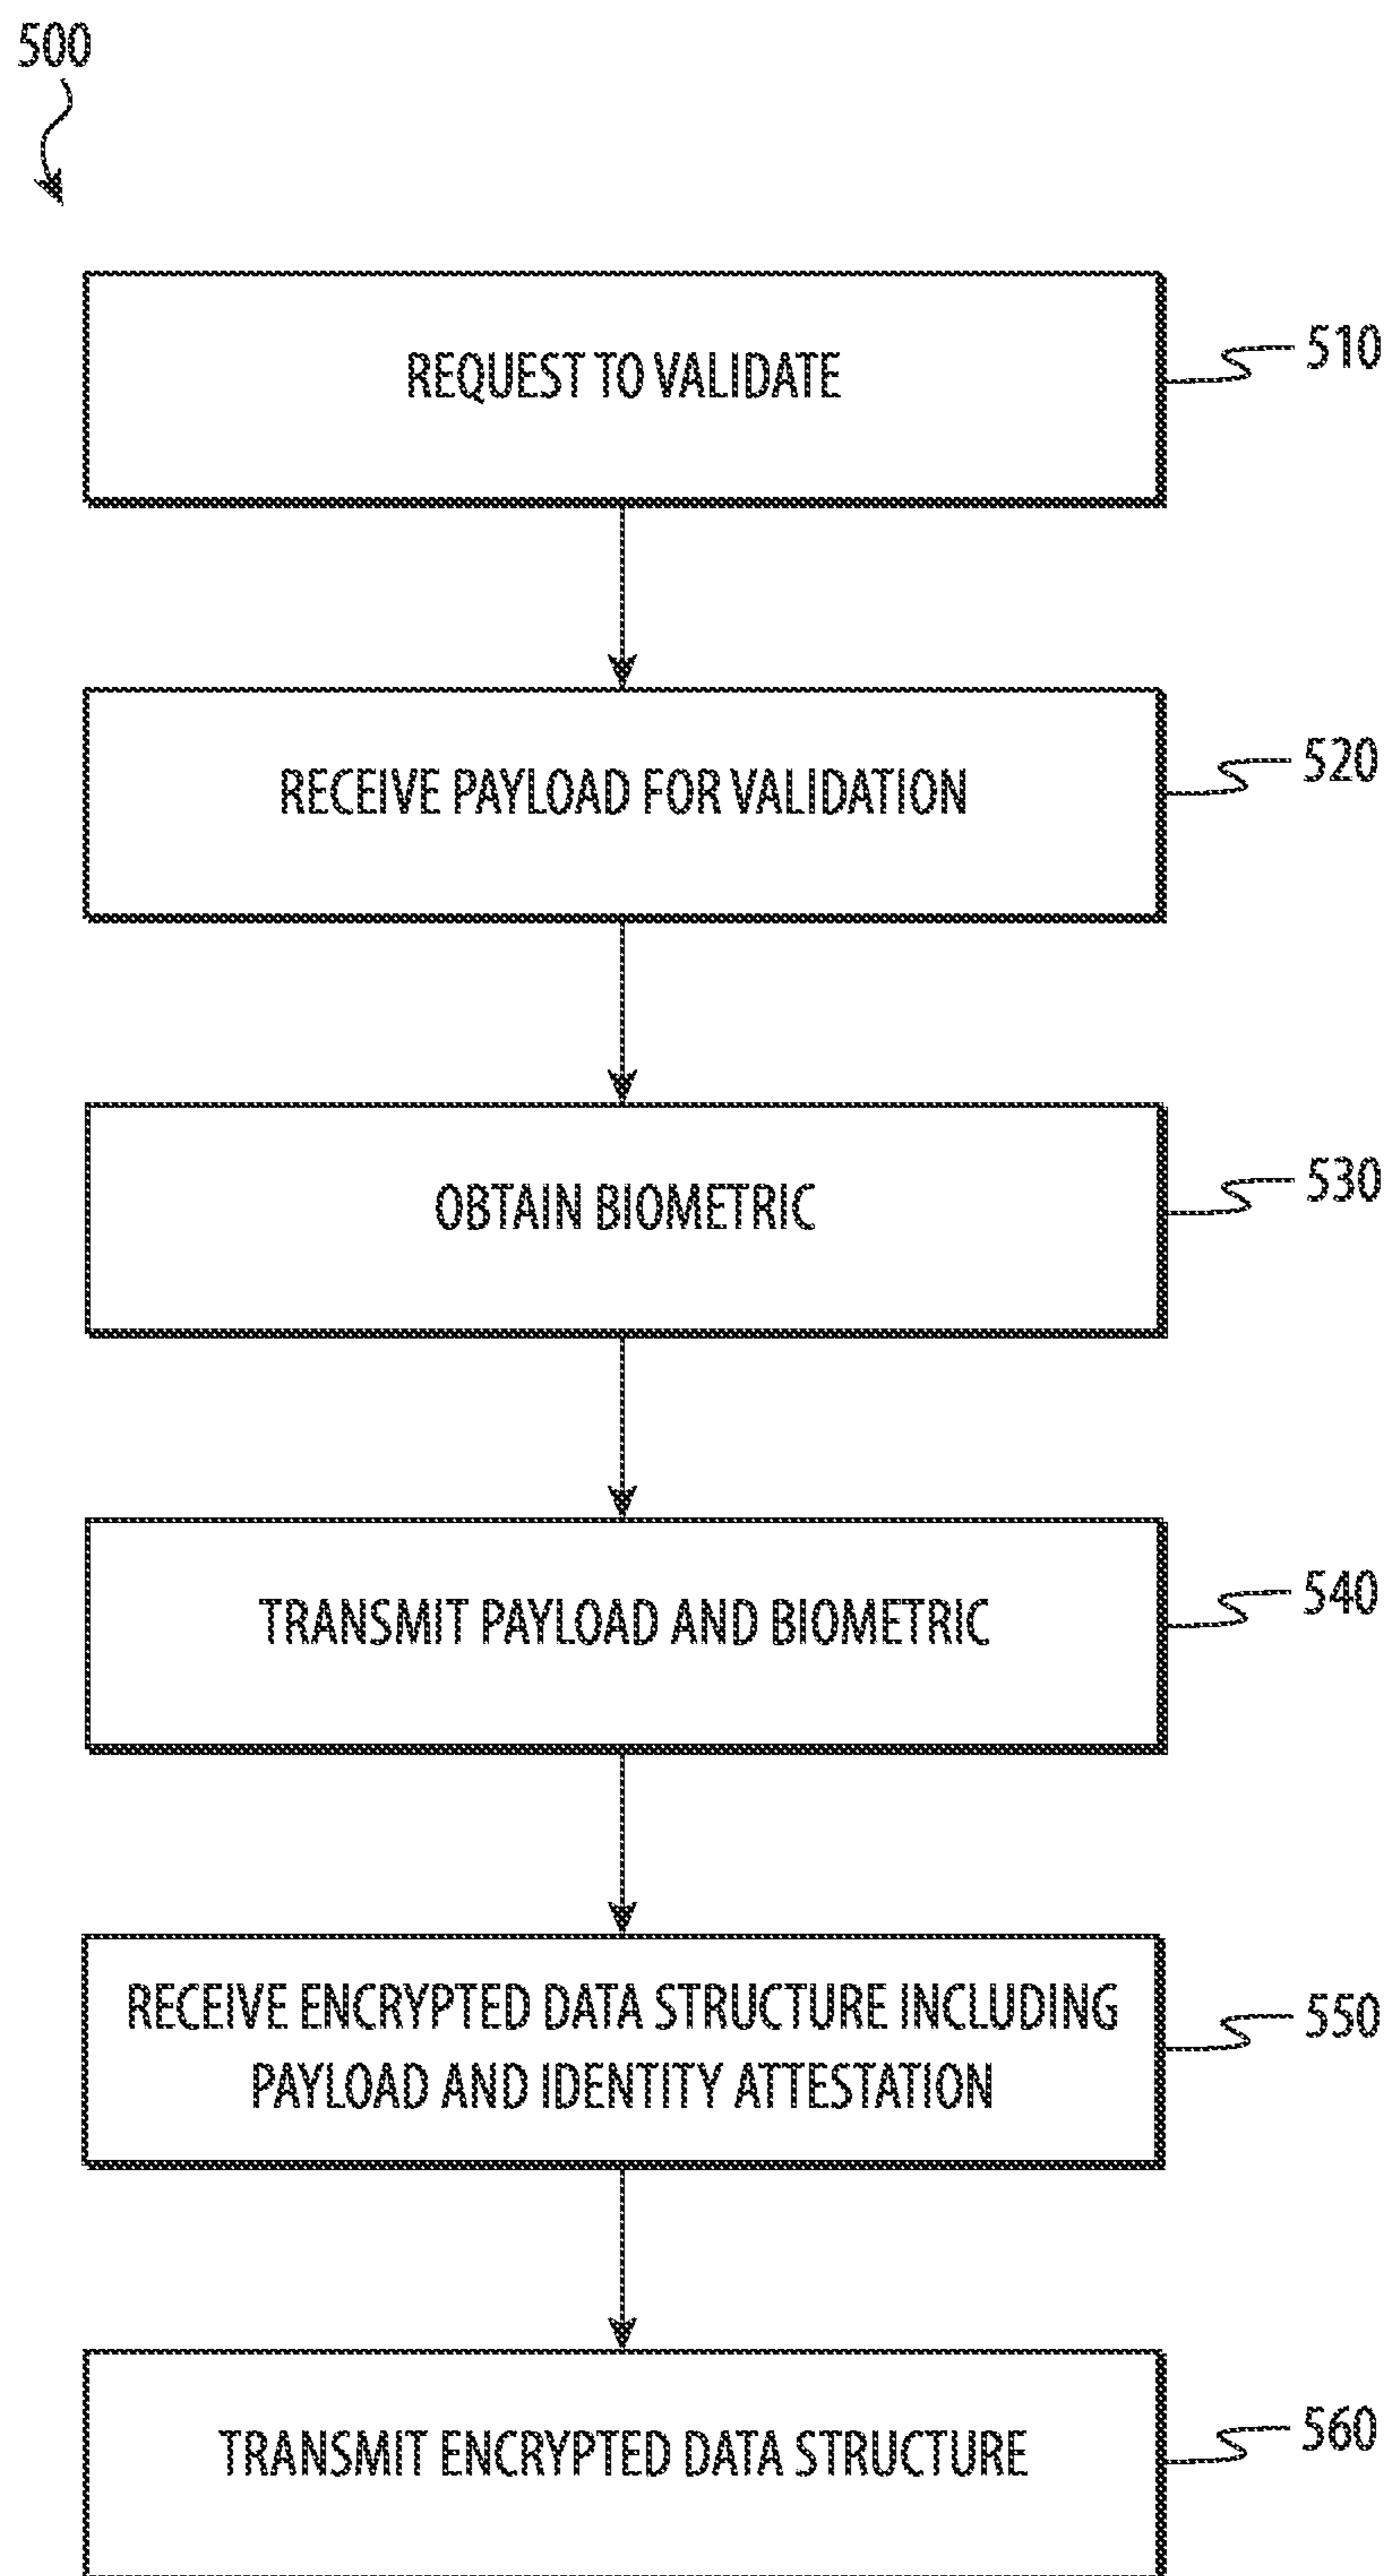 500
REQUEST TO VALIDATE
510
RECEIVE PAYLOAD FOR VALIDATION
520
OBTAIN BIOMETRIC
530
TRANSMIT PAYLOAD AND BIOMETRIC
540
RECEIVE ENCRYPTED DATA STRUCTURE INCLUDING
PAYLOAD AND IDENTITY ATTESTATION
550
TRANSMIT ENCRYPTED DATA STRUCTURE
560